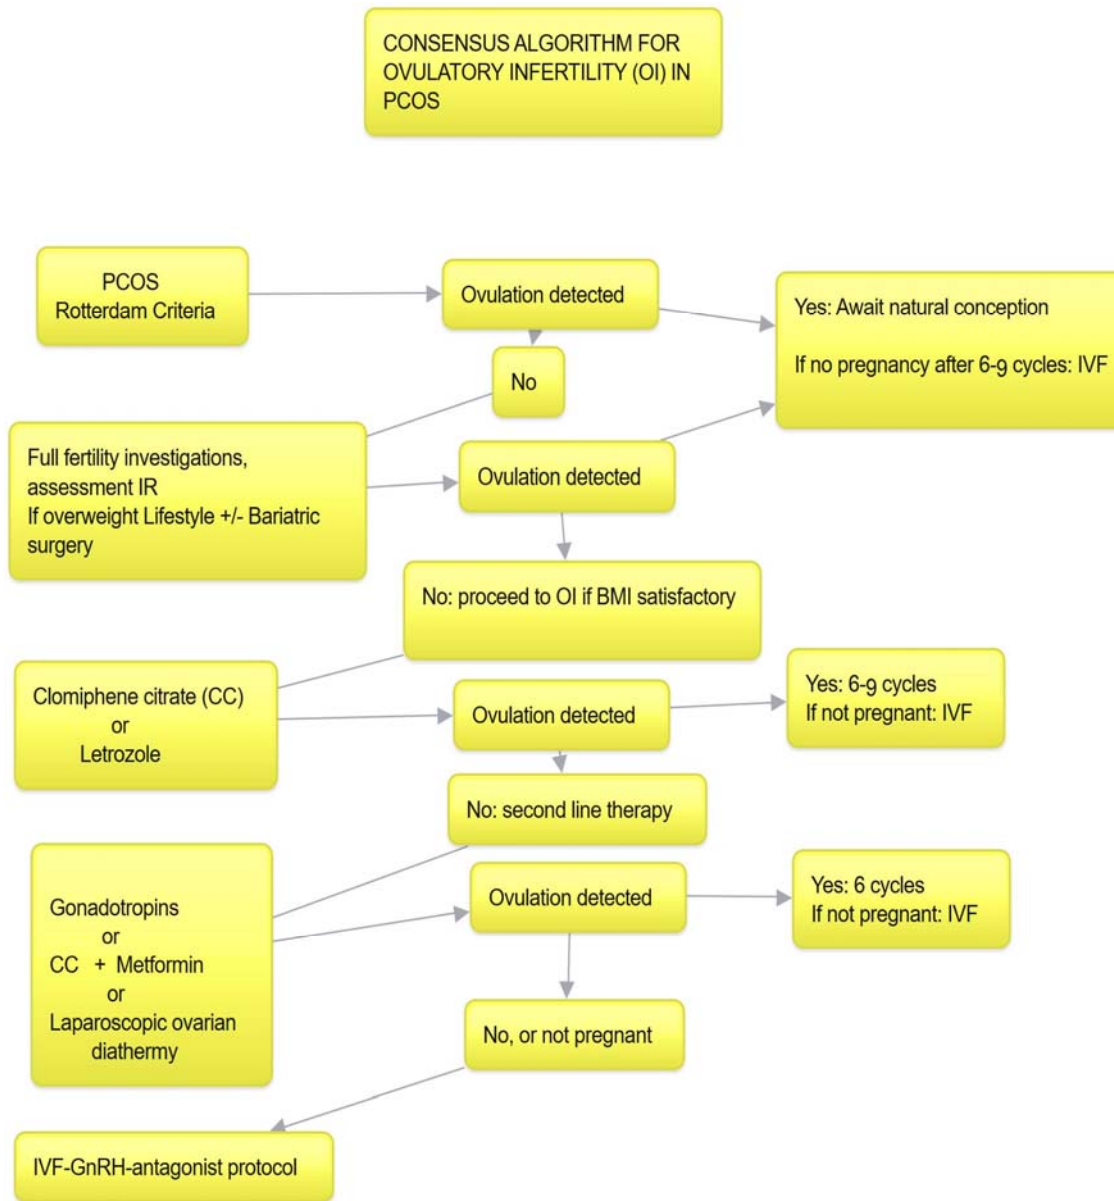 CONSENSUS ALGORITHM FOR
OVULATORY INFERTILITY (OI) IN
PCOS
PCOS
Rotterdam Criteria
Ovulation detected
Yes: Await natural conception
If no pregnancy after 6-9 cycles: IVF
No
Full fertility investigations,
assessment IR
If overweight Lifestyle +/- Bariatric
surgery
Ovulation detected
No: proceed to OI if BMI satisfactory
Clomiphene citrate (CC)
or
Letrozole
Ovulation detected
Yes: 6-9 cycles
If not pregnant: IVF
No: second line therapy
Gonadotropins
or
CC + Metformin
or
Laparoscopic ovarian
diathermy
Ovulation detected
Yes: 6 cycles
If not pregnant: IVF
No, or not pregnant
IVF-GnRH-antagonist protocol